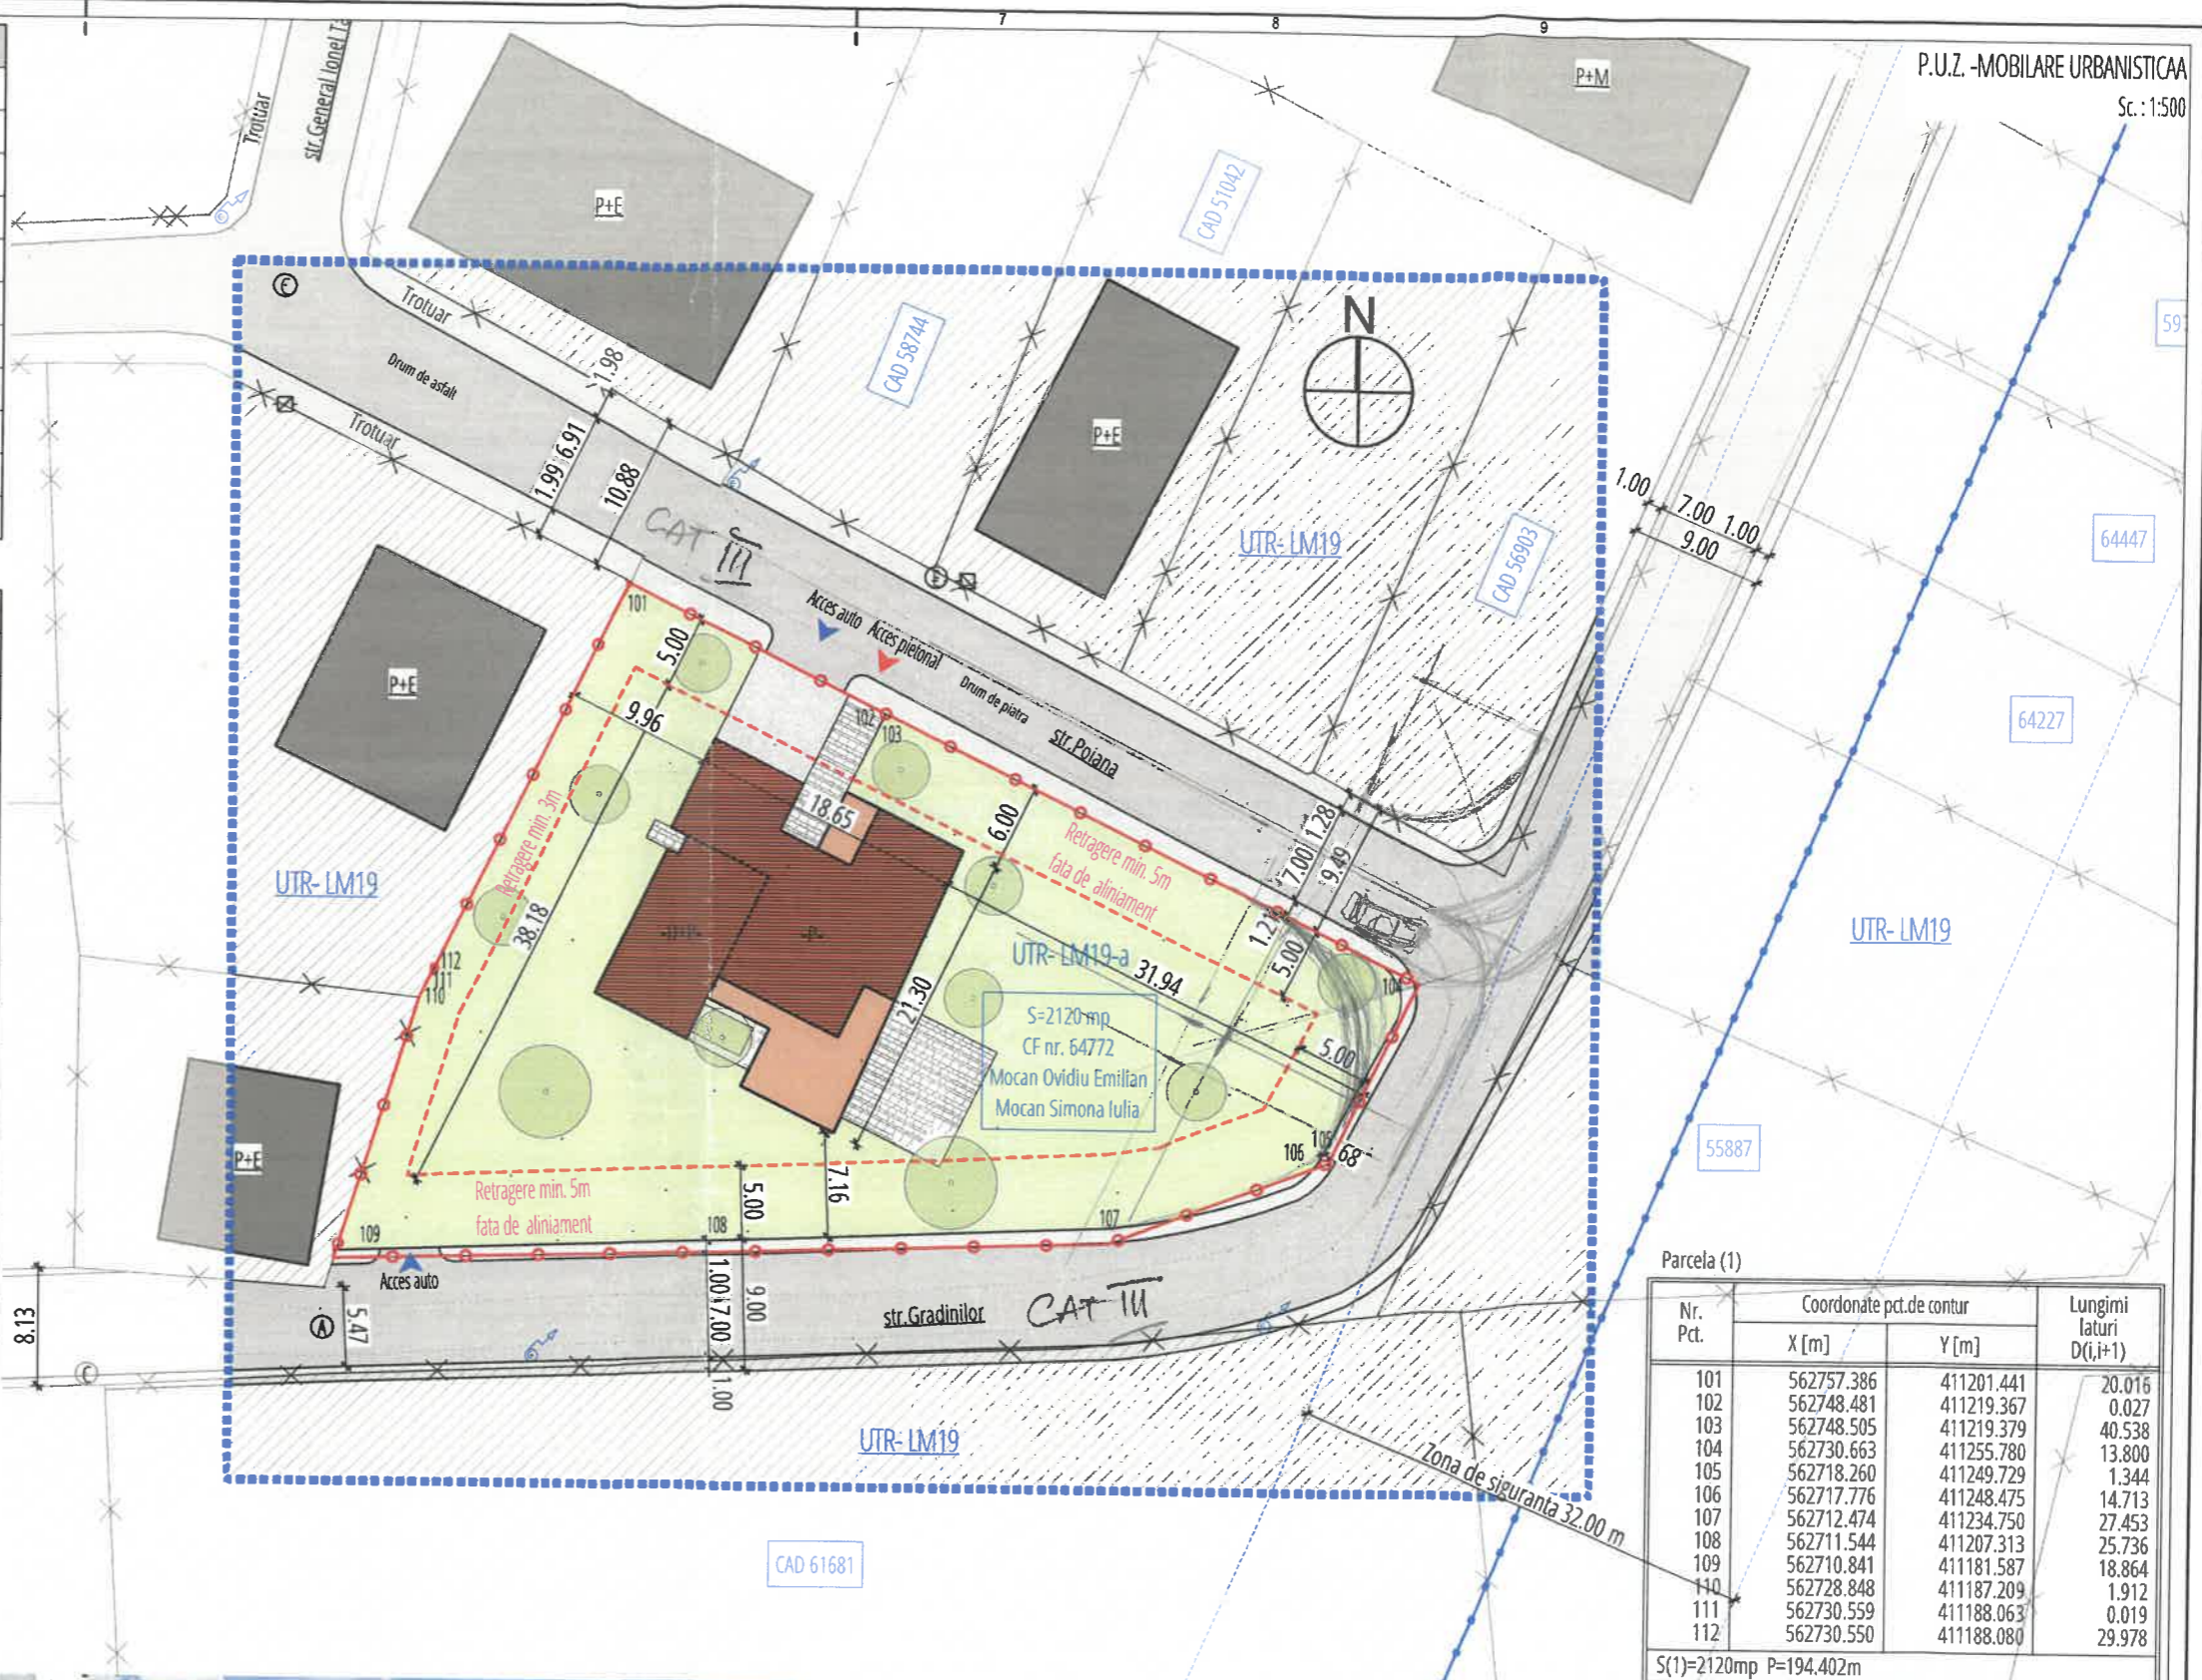 7
8
9
P.U.Z. -MOBILARE URBANISTICAA
Sc. : 1:500
Trotuar
str.General Ionel
P+E
P+M
CAD 51042
CAD 58744
Trotuar
Drum de asfalt
Trotuar
1.98
6.91
1.99
10.88
CAT III
N
P+E
UTR- LM19
CAD 56903
1.00
7.00
1.00
9.00
64447
64227
UTR- LM19
55887
101
5.00
Acces auto
Acces pietonal
Drum de piatra
str.Poiana
P+E
9.96
102
103
18.65
6.00
Retragere min. 3m
Retragere min. 5m
fata de aliniament
1.28
7.00
9.49
1.21
5.00
UTR- LM19
38.18
-P-
UTR- LM19-a
31.94
21.30
104
112
111
110
S=2120 mp
CF nr. 64772
Mocan Ovidiu Emilian
Mocan Simona Iulia
5.00
105
106
68
P+E
7.16
5.00
Retragere min. 5m
fata de aliniament
109
108
107
Acces auto
8.13
A
5.47
1.00
7.00
9.00
1.00
str.Gradinilor
CAT III
C
UTR- LM19
CAD 61681
Zona de siguranta 32.00 m
Parcela (1)
Nr. Pct.
Coordonate pct.de contur
X [m]
Y [m]
Lungimi laturi D(i,i+1)
101 562757.386 411201.441 20.016
102 562748.481 411219.367 0.027
103 562748.505 411219.379 40.538
104 562730.663 411255.780 13.800
105 562718.260 411249.729 1.344
106 562717.776 411248.475 14.713
107 562712.474 411234.750 27.453
108 562711.544 411207.313 25.736
109 562710.841 411181.587 18.864
110 562728.848 411187.209 1.912
111 562730.559 411188.063 0.019
112 562730.550 411188.080 29.978
S(1)=2120mp P=194.402m